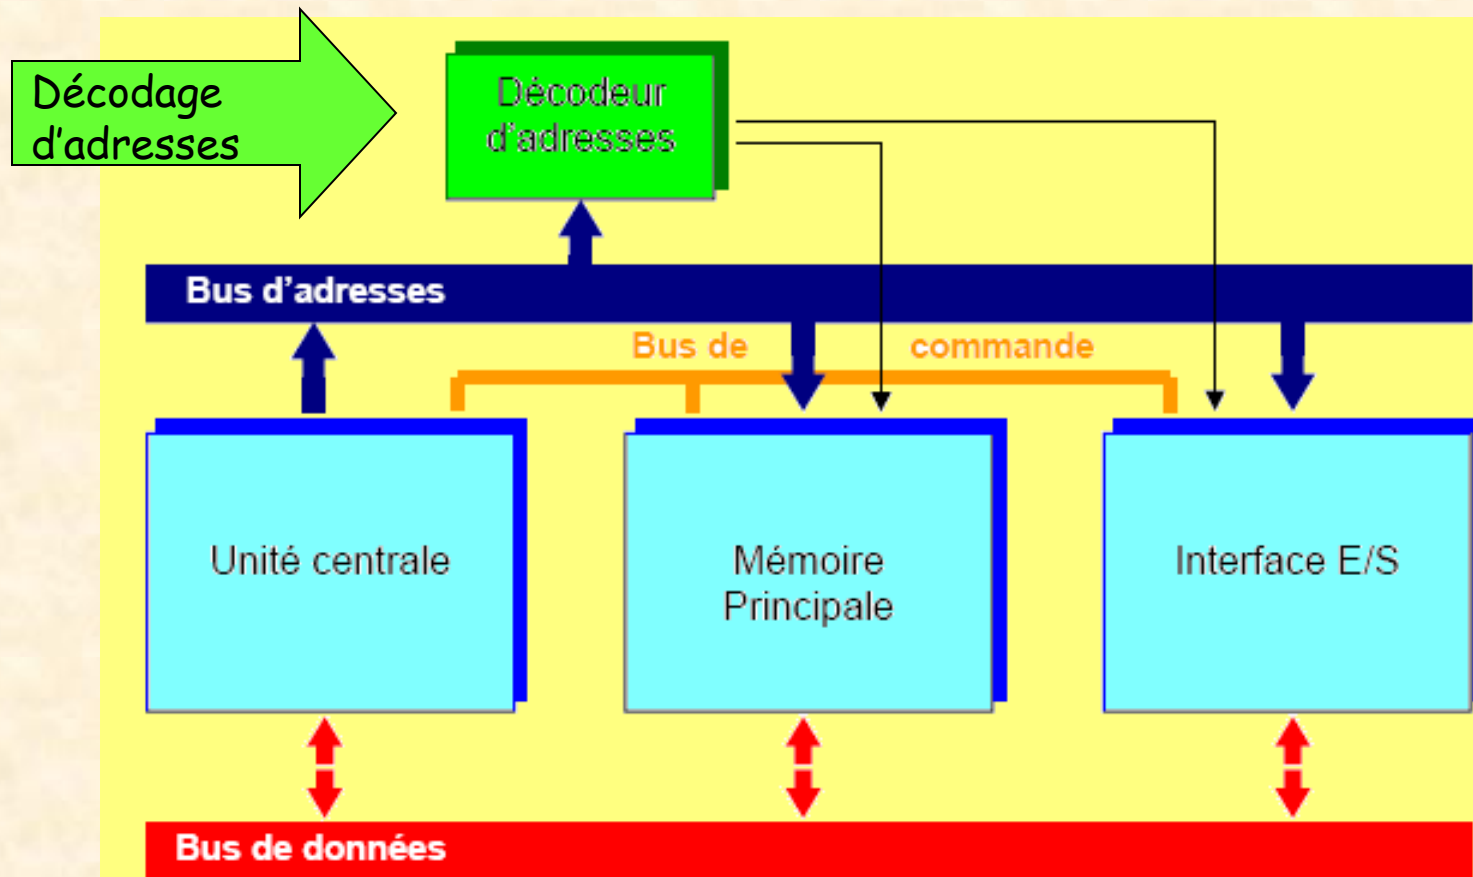 Décodage
d'adresses
Décodeur
d'adresses
Bus d'adresses
Bus de commande
Unité centrale
Mémoire
Principale
Interface E/S
Bus de données